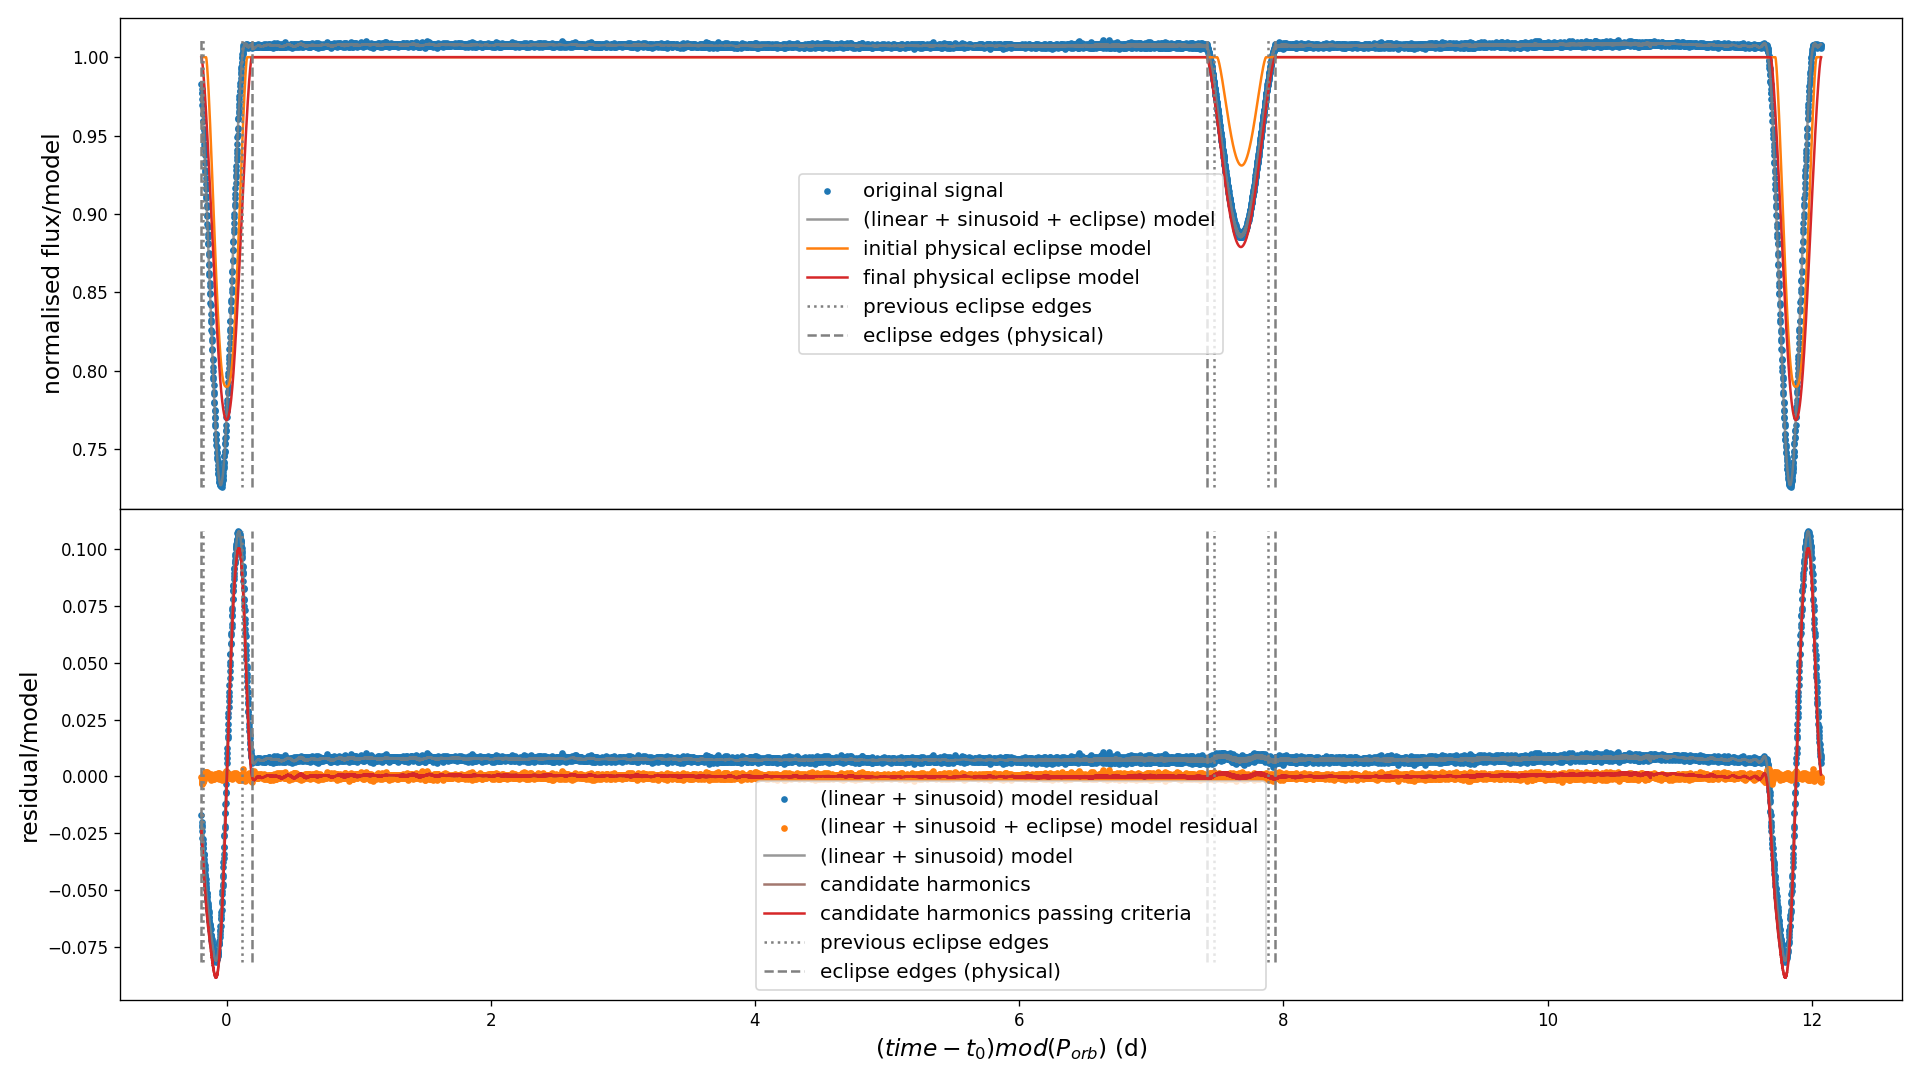 normalised flux/model
1.00
0.95
0.90
0.85
0.80
0.75
original signal
(linear + sinusoid + eclipse) model
initial physical eclipse model
final physical eclipse model
previous eclipse edges
eclipse edges (physical)
residual/model
0.100
0.075
0.050
0.025
0.000
−0.025
−0.050
−0.075
(linear + sinusoid) model residual
(linear + sinusoid + eclipse) model residual
(linear + sinusoid) model
candidate harmonics
candidate harmonics passing criteria
previous eclipse edges
eclipse edges (physical)
0 2 4 6 8 10 12
(time − t₀)mod(Pₒᵣb) (d)